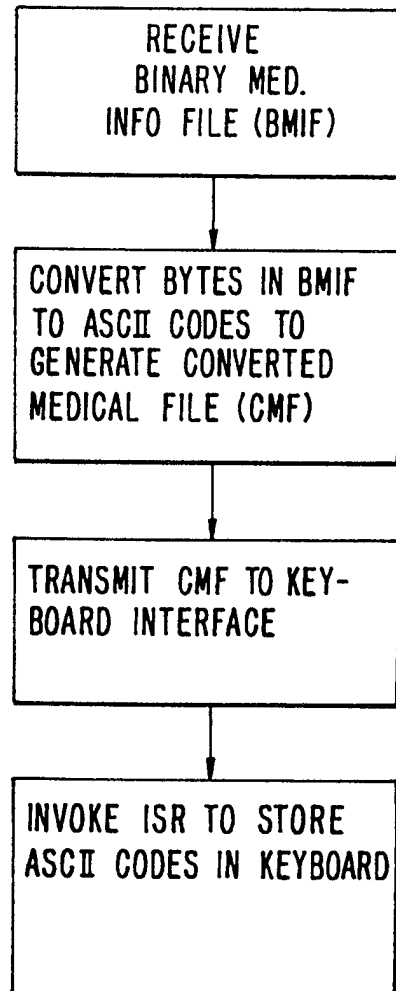 RECEIVE
BINARY MED.
INFO FILE (BMIF)
CONVERT BYTES IN BMIF
TO ASCII CODES TO
GENERATE CONVERTED
MEDICAL FILE (CMF)
TRANSMIT CMF TO KEY-
BOARD INTERFACE
INVOKE ISR TO STORE
ASCII CODES IN KEYBOARD